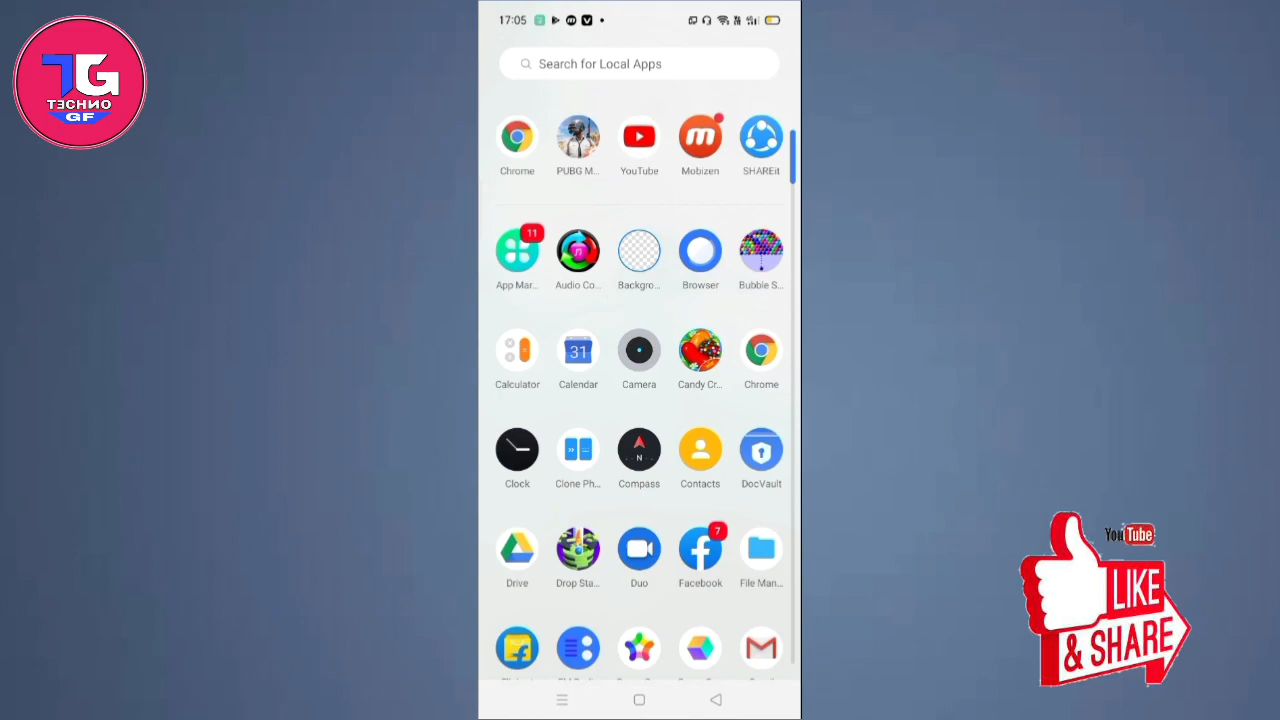 TG
TECHNO
GF
17:05
Search for Local Apps
Chrome
PUBG M...
YouTube
Mobizen
SHAREit
11
App Mar...
Audio Co...
Backgro...
Browser
Bubble S...
Calculator
31
Calendar
Camera
Candy Cr...
Chrome
Clock
Clone Ph...
N
Compass
Contacts
DocVault
Drive
Drop Sta...
Duo
7
Facebook
File Man...
YouTube
LIKE
& SHARE